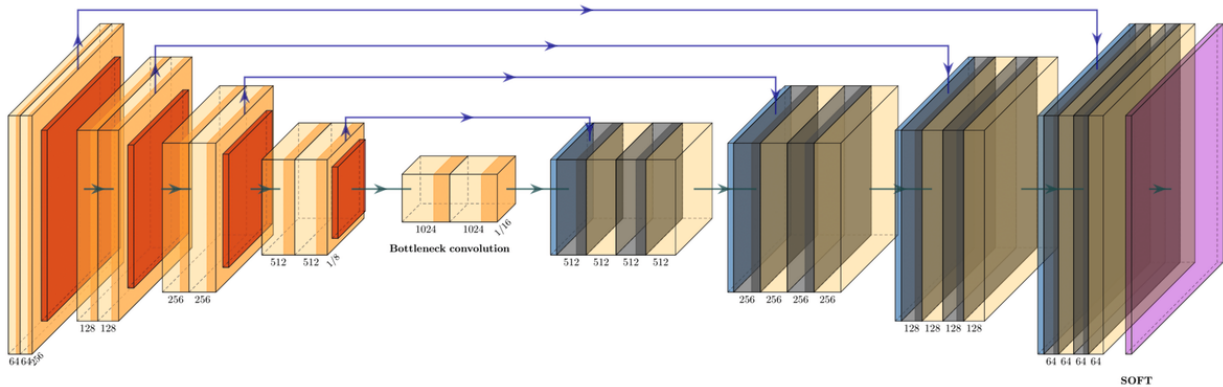 64 64 256
128 128
256 256
512 512 1/8
1024 1024 1/16
Bottleneck convolution
512 512 512 512
256 256 256 256
128 128 128 128
64 64 64 64
SOFT